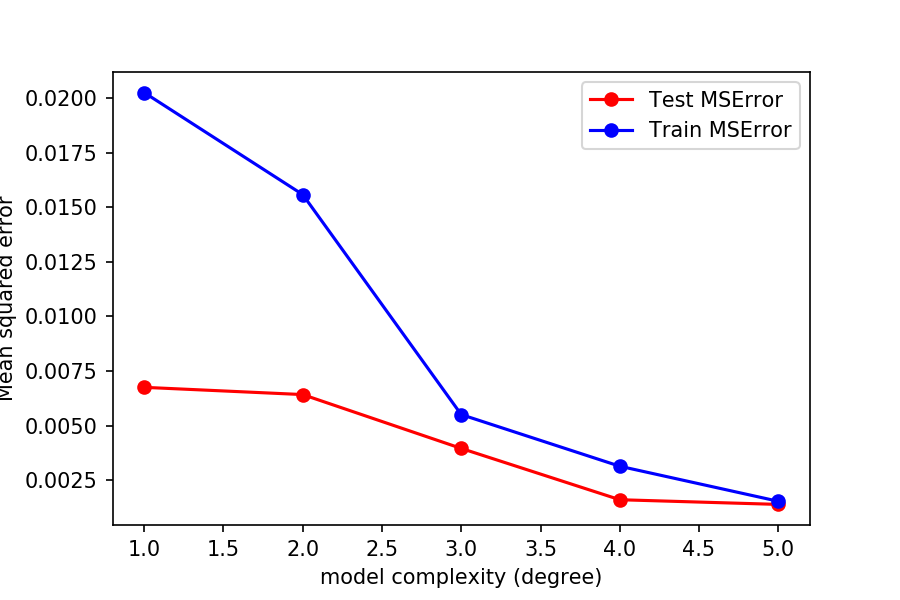 Test MSError
Train MSError
0.0200
0.0175
0.0150
0.0125
0.0100
0.0075
0.0050
0.0025
Mean squared error
1.0 1.5 2.0 2.5 3.0 3.5 4.0 4.5 5.0
model complexity (degree)